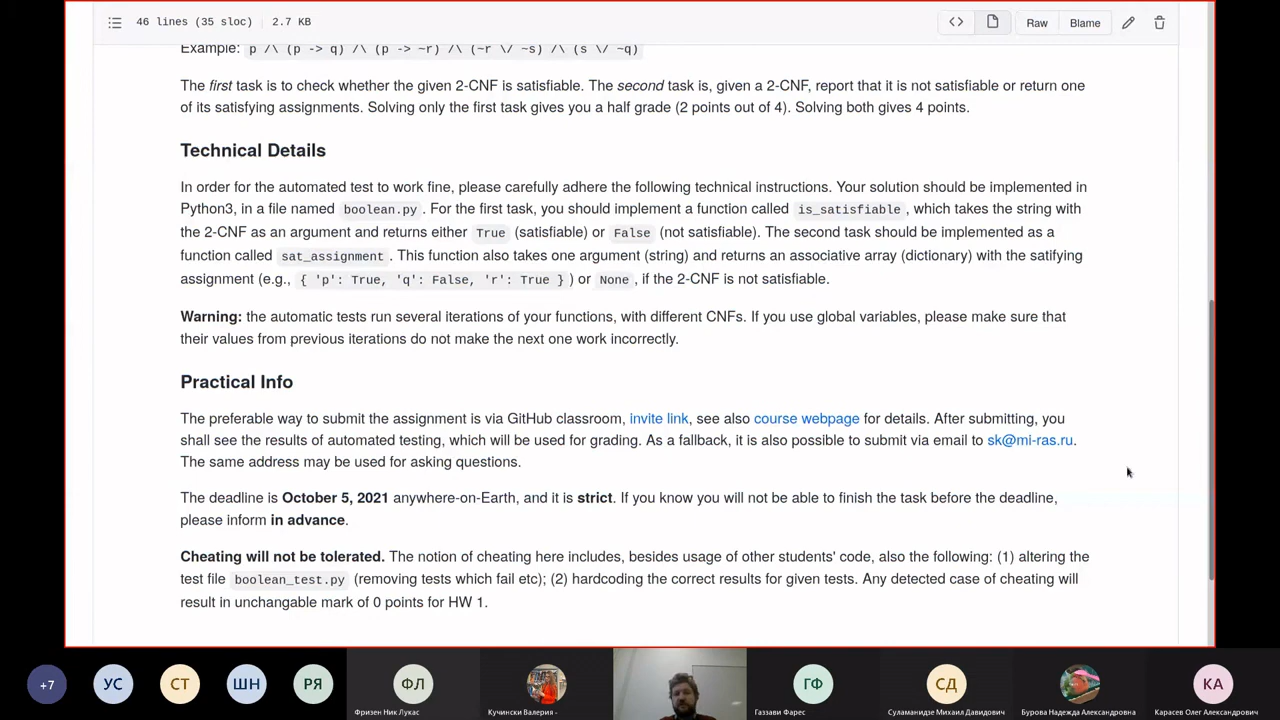 46 lines (35 sloc) 2.7 KB
Raw Blame
Example: p /\ (p -> q) /\ (p -> ~r) /\ (~r \/ ~s) /\ (s \/ ~q)
The first task is to check whether the given 2-CNF is satisfiable. The second task is, given a 2-CNF, report that it is not satisfiable or return one
of its satisfying assignments. Solving only the first task gives you a half grade (2 points out of 4). Solving both gives 4 points.
Technical Details
In order for the automated test to work fine, please carefully adhere the following technical instructions. Your solution should be implemented in
Python3, in a file named boolean.py. For the first task, you should implement a function called is_satisfiable, which takes the string with
the 2-CNF as an argument and returns either True (satisfiable) or False (not satisfiable). The second task should be implemented as a
function called sat_assignment. This function also takes one argument (string) and returns an associative array (dictionary) with the satifying
assignment (e.g., { 'p': True, 'q': False, 'r': True }) or None, if the 2-CNF is not satisfiable.
Warning: the automatic tests run several iterations of your functions, with different CNFs. If you use global variables, please make sure that
their values from previous iterations do not make the next one work incorrectly.
Practical Info
The preferable way to submit the assignment is via GitHub classroom, invite link, see also course webpage for details. After submitting, you
shall see the results of automated testing, which will be used for grading. As a fallback, it is also possible to submit via email to sk@mi-ras.ru.
The same address may be used for asking questions.
The deadline is October 5, 2021 anywhere-on-Earth, and it is strict. If you know you will not be able to finish the task before the deadline,
please inform in advance.
Cheating will not be tolerated. The notion of cheating here includes, besides usage of other students' code, also the following: (1) altering the
test file boolean_test.py (removing tests which fail etc); (2) hardcoding the correct results for given tests. Any detected case of cheating will
result in unchangable mark of 0 points for HW 1.
+7 УС СТ ШН РЯ ФЛ ГФ СД КА
Фризен Ник Лукас Кучински Валерия - Газзави Фарес Суламанидзе Михаил Давидович Бурова Надежда Александровна Карасев Олег Александрович